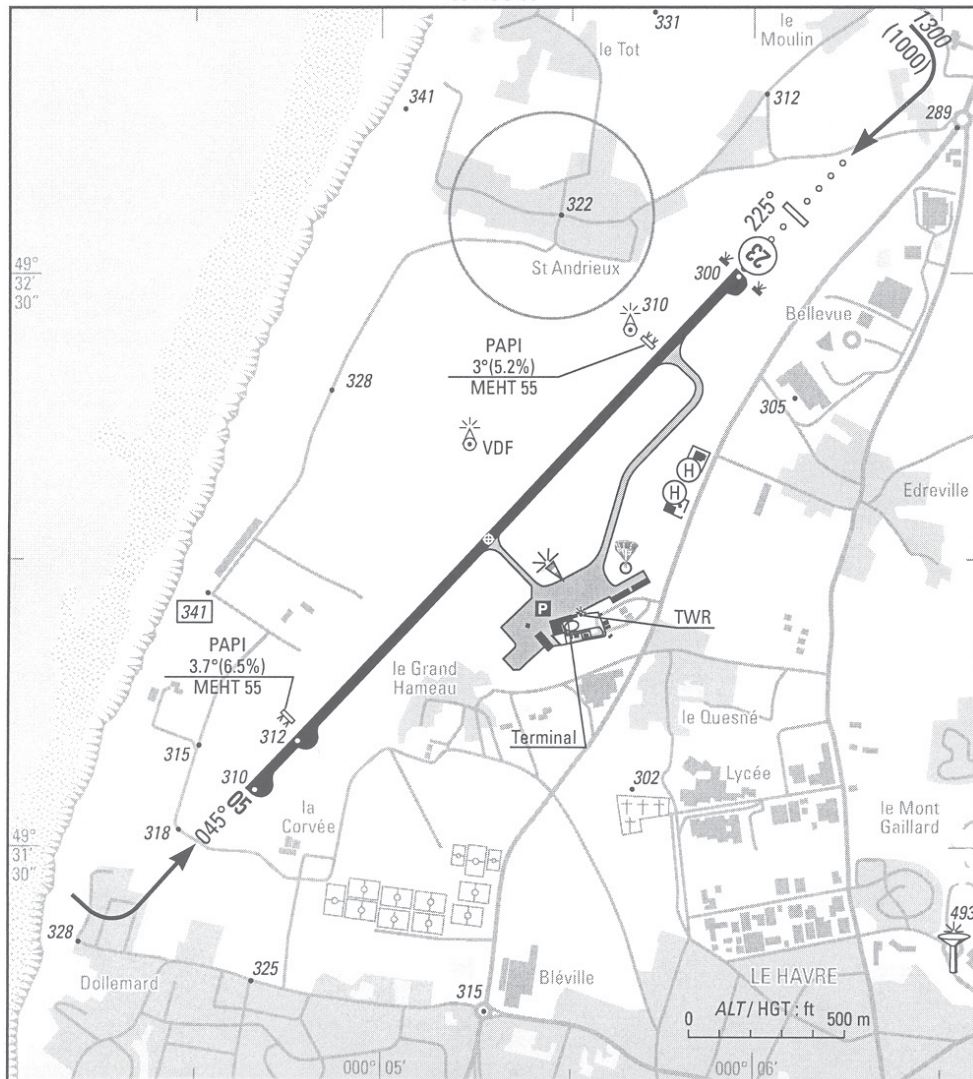 331
le
Moulin
1300
(1000)
le Tot
341
312
289
322
225°
St Andrieux
23
49°
32'
30"
300
310
Bellevue
PAPI
3°(5.2%)
MEHT 55
328
305
VDF
H
H
Edreville
341
P
TWR
PAPI
3.7°(6.5%)
MEHT 55
le Grand
Hameau
le Quesné
312
Terminal
315
310
302
Lycée
05
045°
la
Corvée
le Mont
Gaillard
318
49°
31'
30"
328
493
325
Dollemard
Bléville
LE HAVRE
315
ALT / HGT : ft
0 500 m
000° 05'
000° 06'